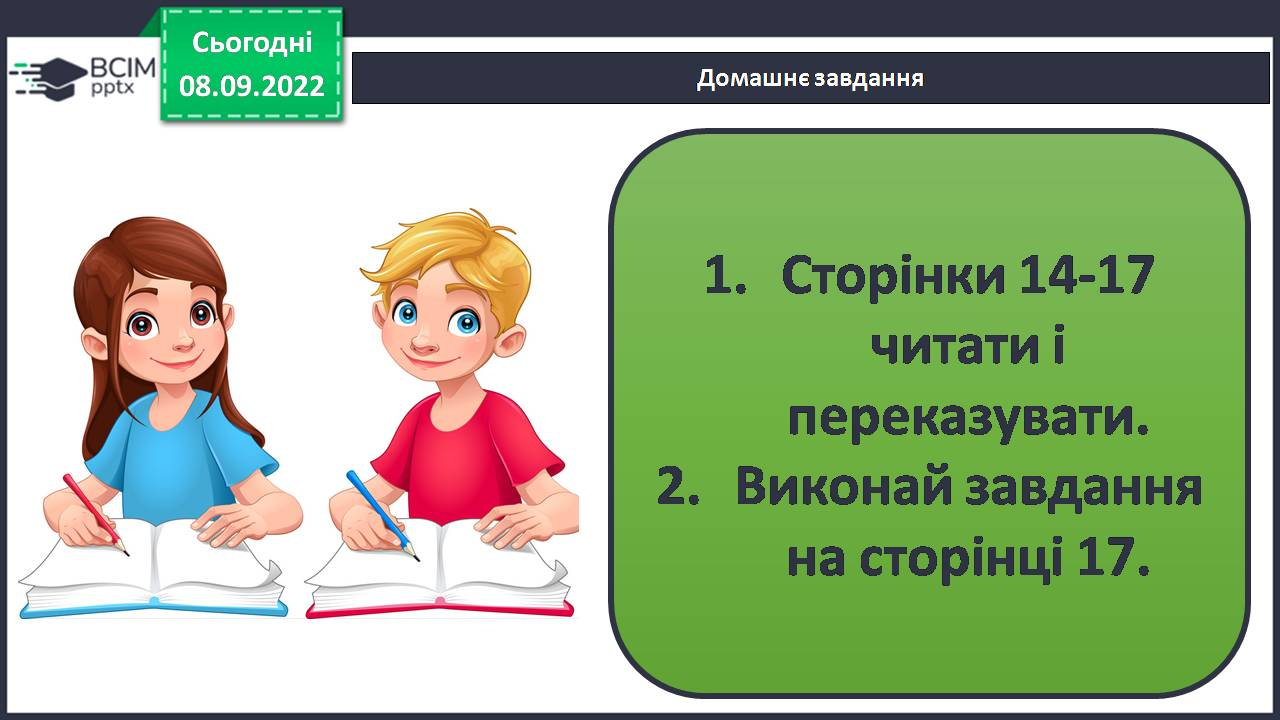 Сьогодні
08.09.2022
ВСІМ
pptx
Домашнє завдання
1. Сторінки 14-17
читати і
переказувати.
2. Виконай завдання
на сторінці 17.